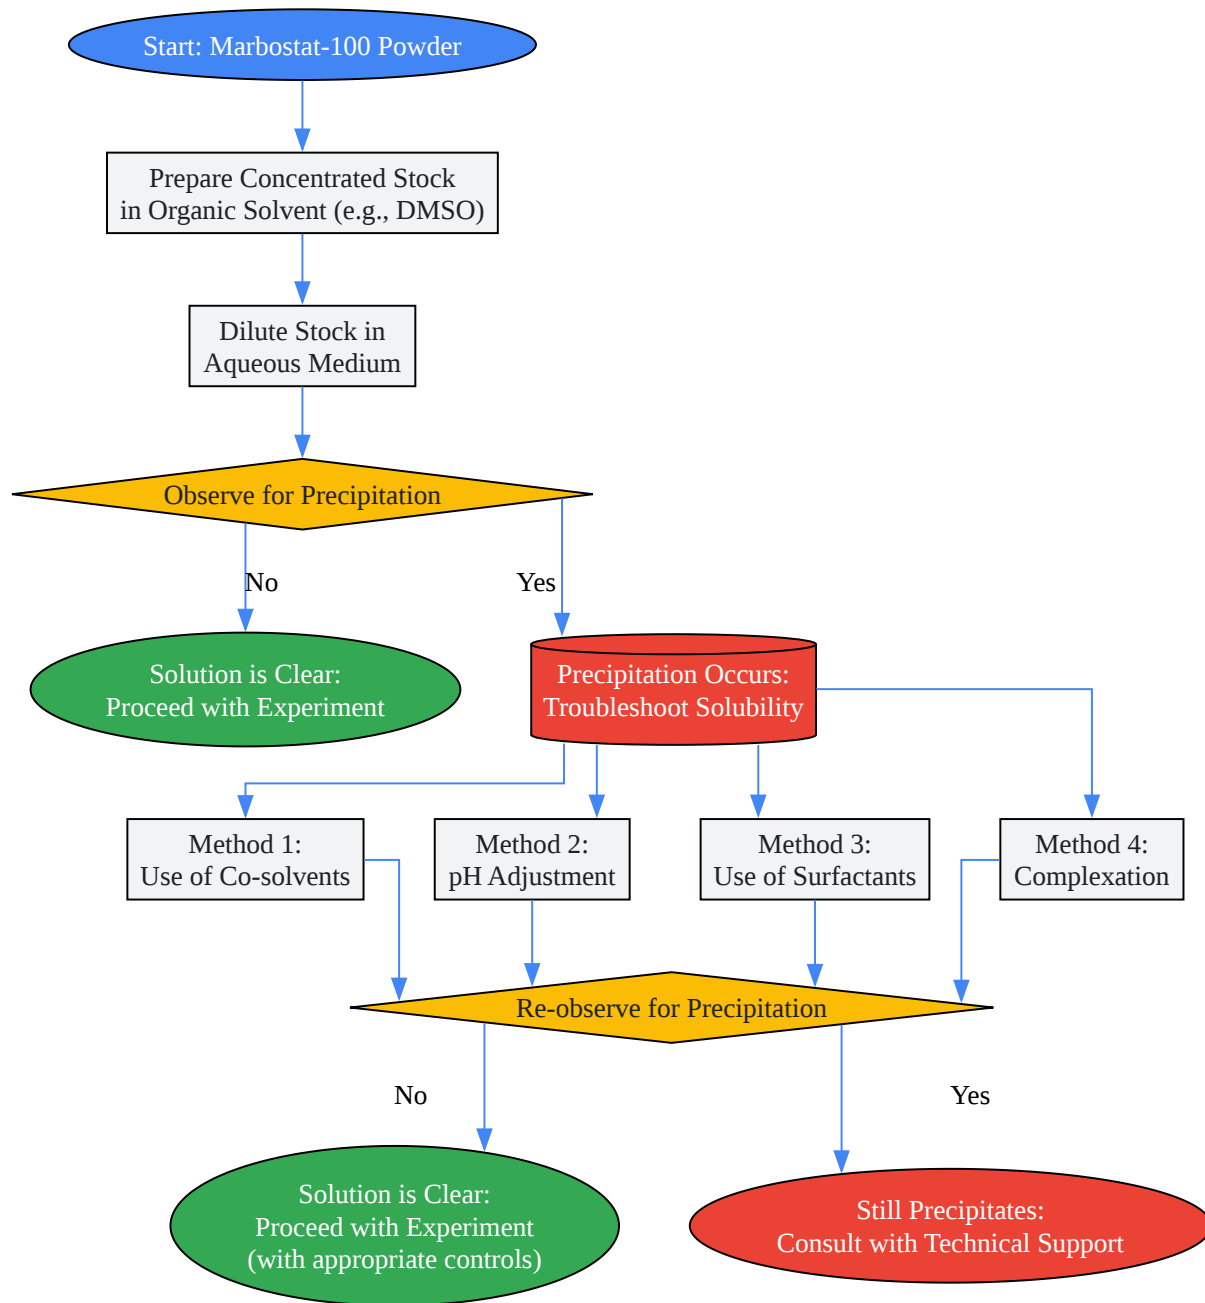 Start: Marbostat-100 Powder
Prepare Concentrated Stock
in Organic Solvent (e.g., DMSO)
Dilute Stock in
Aqueous Medium
Observe for Precipitation
No
Yes
Solution is Clear:
Proceed with Experiment
Precipitation Occurs:
Troubleshoot Solubility
Method 1:
Use of Co-solvents
Method 2:
pH Adjustment
Method 3:
Use of Surfactants
Method 4:
Complexation
Re-observe for Precipitation
No
Yes
Solution is Clear:
Proceed with Experiment
(with appropriate controls)
Still Precipitates:
Consult with Technical Support